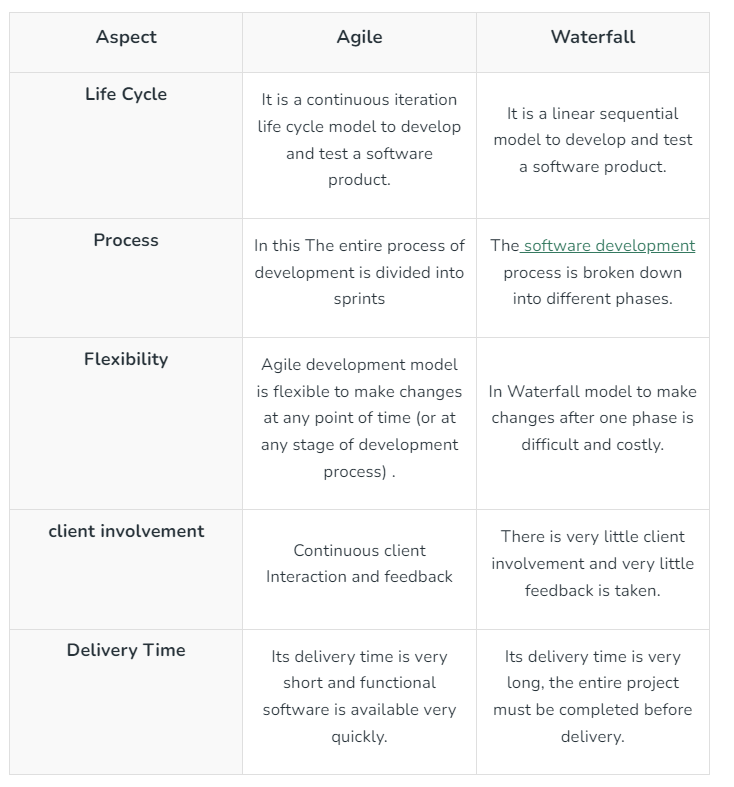 Aspect
Agile
Waterfall
Life Cycle
It is a continuous iteration
life cycle model to develop
and test a software
product.
It is a linear sequential
model to develop and test
a software product.
Process
In this The entire process of
development is divided into
sprints
The software development
process is broken down
into different phases.
Flexibility
Agile development model
is flexible to make changes
at any point of time (or at
any stage of development
process) .
In Waterfall model to make
changes after one phase is
difficult and costly.
client involvement
Continuous client
Interaction and feedback
There is very little client
involvement and very little
feedback is taken.
Delivery Time
Its delivery time is very
short and functional
software is available very
quickly.
Its delivery time is very
long, the entire project
must be completed before
delivery.